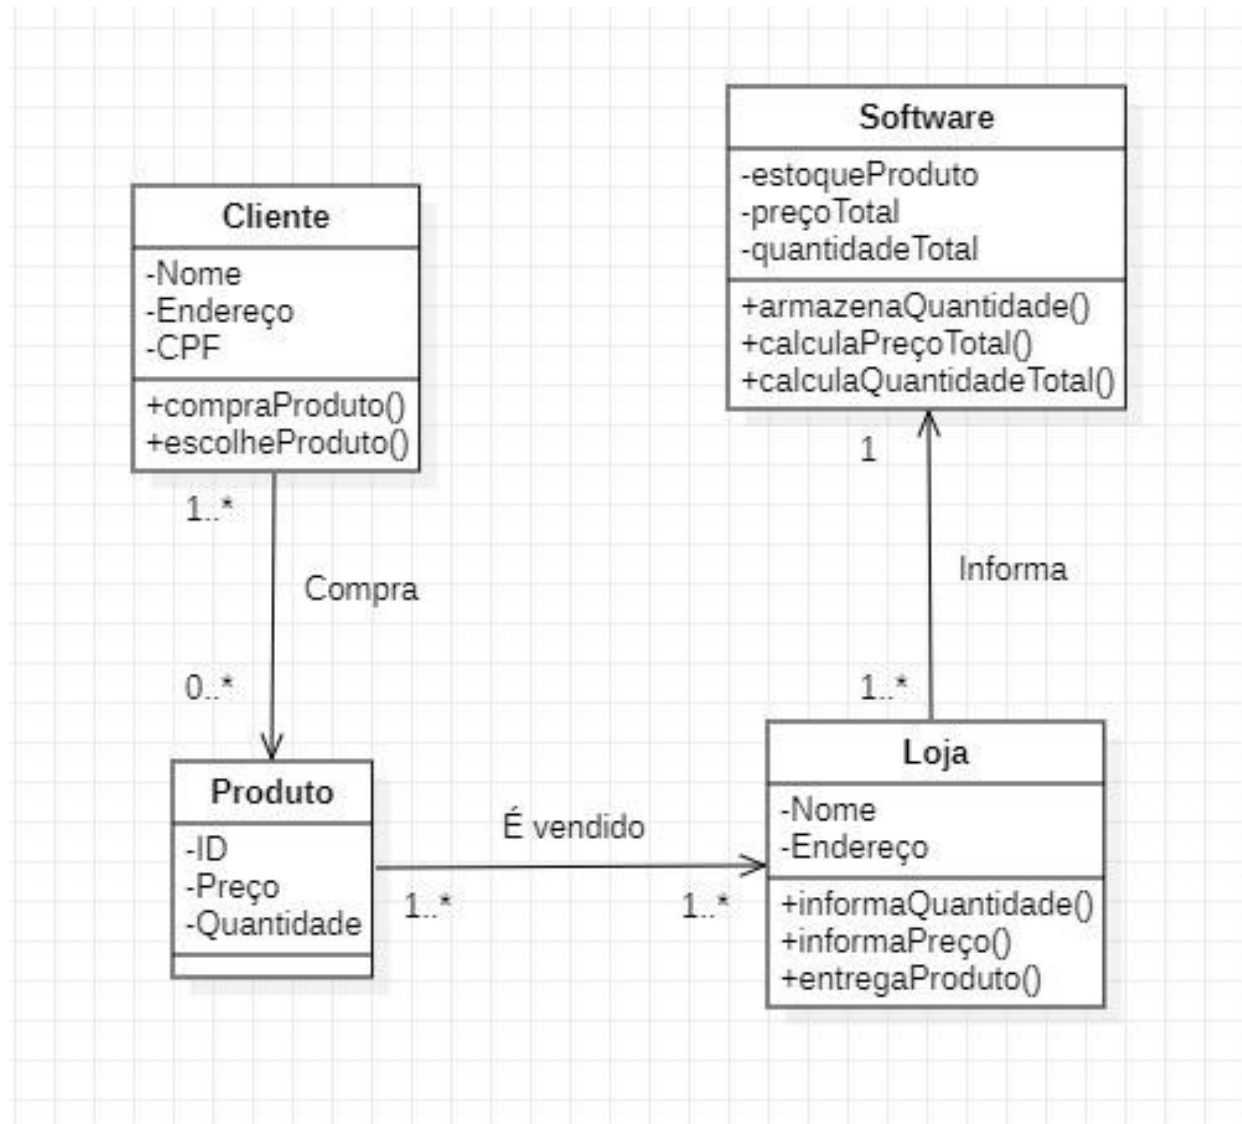 Software
-estoqueProduto
-preçoTotal
-quantidadeTotal
+armazenaQuantidade()
+calculaPreçoTotal()
+calculaQuantidadeTotal()
Cliente
-Nome
-Endereço
-CPF
+compraProduto()
+escolheProduto()
1..*
Compra
0..*
1
Informa
1..*
Produto
-ID
-Preço
-Quantidade
É vendido
1..*
1..*
Loja
-Nome
-Endereço
+informaQuantidade()
+informaPreço()
+entregaProduto()